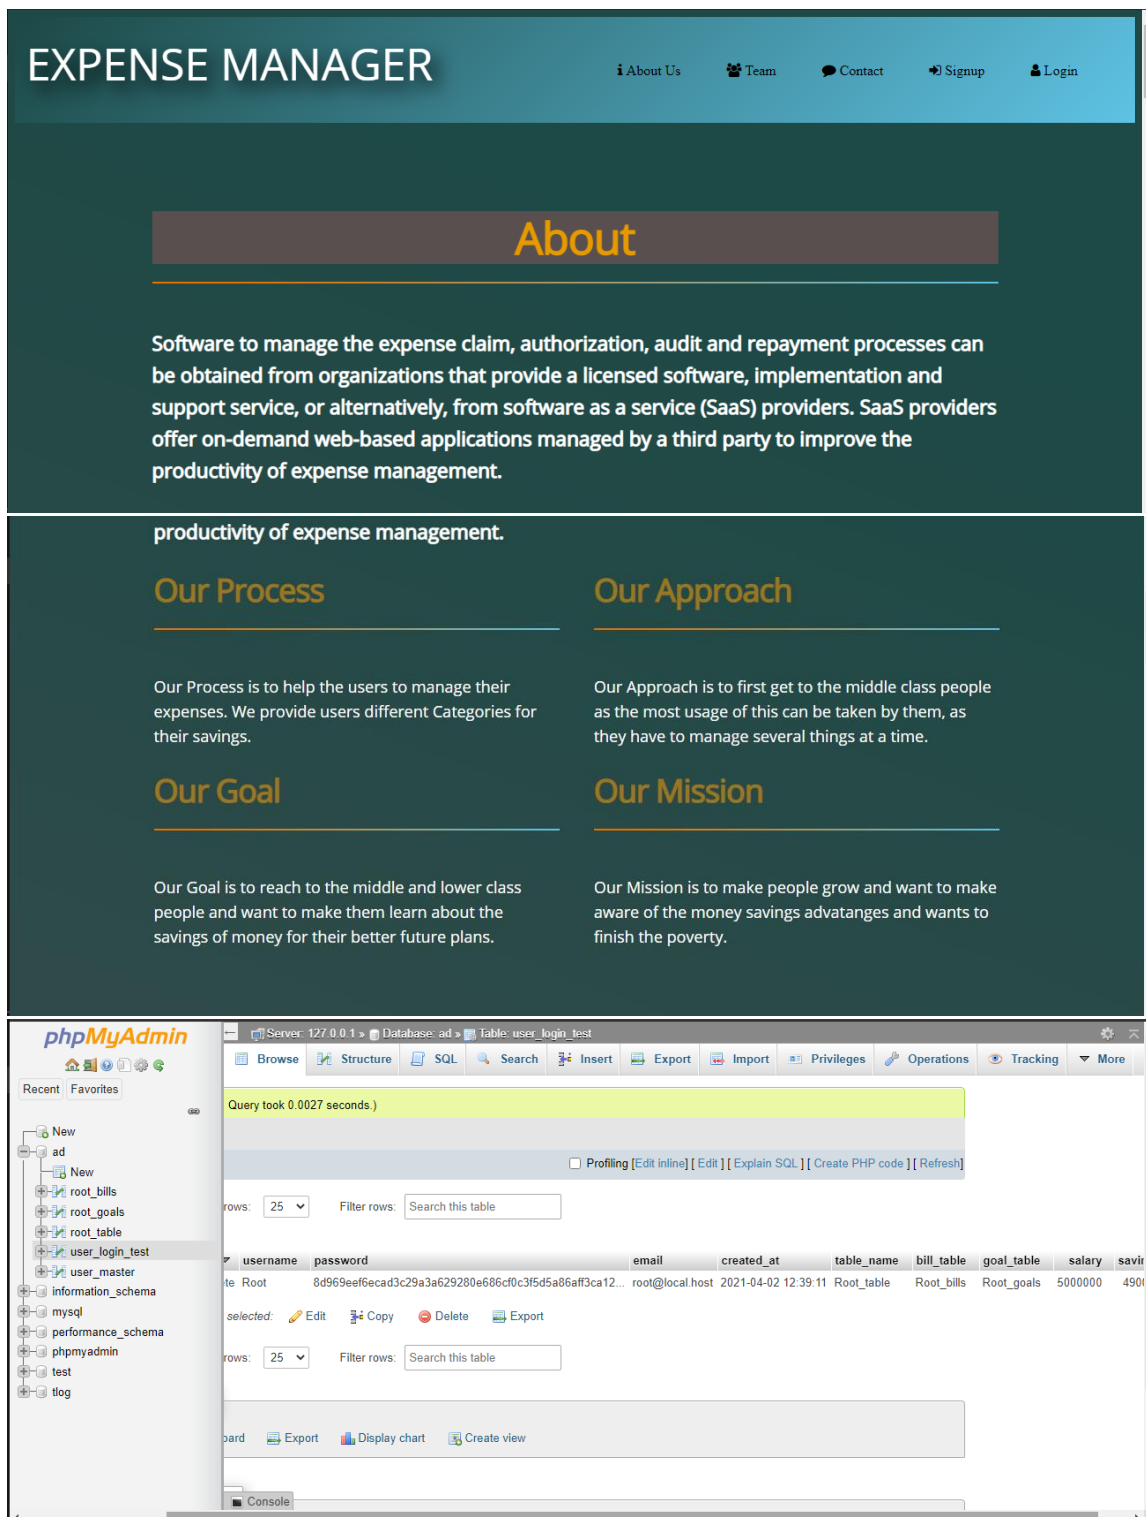 EXPENSE MANAGER
About Us Team Contact Signup Login
About
Software to manage the expense claim, authorization, audit and repayment processes can
be obtained from organizations that provide a licensed software, implementation and
support service, or alternatively, from software as a service (SaaS) providers. SaaS providers
offer on-demand web-based applications managed by a third party to improve the
productivity of expense management.
productivity of expense management.
Our Process
Our Process is to help the users to manage their
expenses. We provide users different Categories for
their savings.
Our Approach
Our Approach is to first get to the middle class people
as the most usage of this can be taken by them, as
they have to manage several things at a time.
Our Goal
Our Goal is to reach to the middle and lower class
people and want to make them learn about the
savings of money for their better future plans.
Our Mission
Our Mission is to make people grow and want to make
aware of the money savings advatanges and wants to
finish the poverty.
phpMyAdmin
Recent Favorites
New
ad
New
root_bills
root_goals
root_table
user_login_test
user_master
information_schema
mysql
performance_schema
phpmyadmin
test
tlog
Server: 127.0.0.1 » Database: ad » Table: user_login_test
Browse Structure SQL Search Insert Export Import Privileges Operations Tracking More
Query took 0.0027 seconds.)
Profiling [Edit inline] [ Edit ] [ Explain SQL ] [ Create PHP code ] [ Refresh]
rows: 25 Filter rows: Search this table
username password email created_at table_name bill_table goal_table salary savin
te Root 8d969eef6ecad3c29a3a629280e686cf0c3f5d5a86aff3ca12... root@local.host 2021-04-02 12:39:11 Root_table Root_bills Root_goals 5000000 490
selected: Edit Copy Delete Export
rows: 25 Filter rows: Search this table
oard Export Display chart Create view
Console